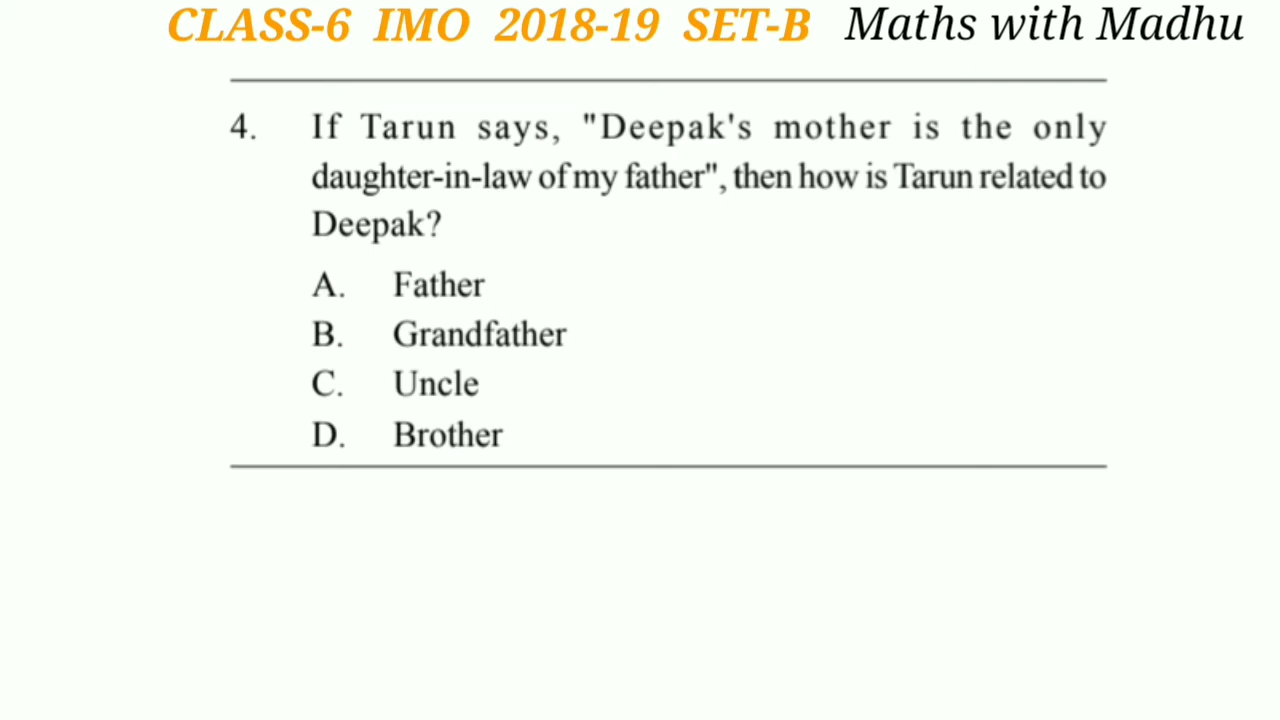 CLASS-6 IMO 2018-19 SET-B Maths with Madhu
4. If Tarun says, "Deepak's mother is the only
daughter-in-law of my father", then how is Tarun related to
Deepak?
A. Father
B. Grandfather
C. Uncle
D. Brother